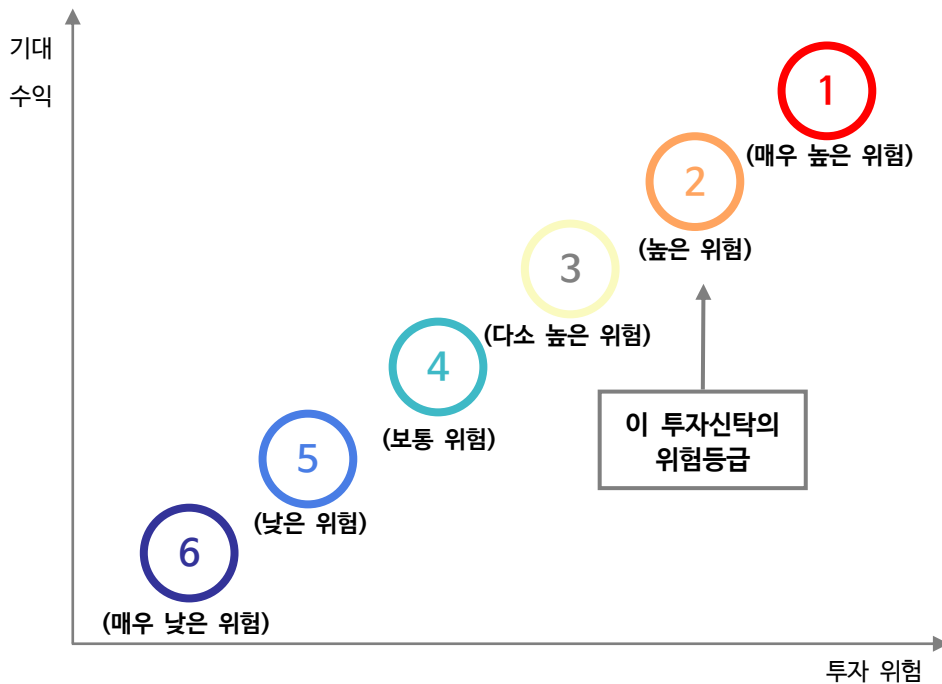 기대
수익
1
(매우 높은 위험)
2
(높은 위험)
3
(다소 높은 위험)
4
(보통 위험)
이 투자신탁의
위험등급
5
(낮은 위험)
6
(매우 낮은 위험)
투자 위험